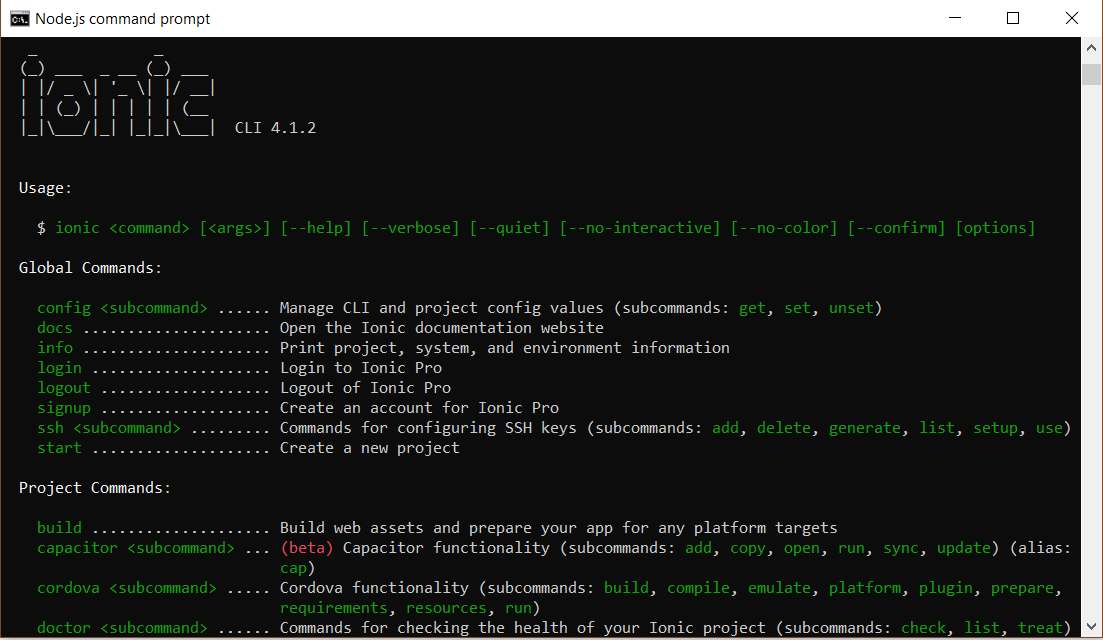 Node.js command prompt
ionic CLI 4.1.2
Usage:
$ ionic <command> [<args>] [--help] [--verbose] [--quiet] [--no-interactive] [--no-color] [--confirm] [options]
Global Commands:
config <subcommand> ...... Manage CLI and project config values (subcommands: get, set, unset)
docs ..................... Open the Ionic documentation website
info ..................... Print project, system, and environment information
login .................... Login to Ionic Pro
logout ................... Logout of Ionic Pro
signup ................... Create an account for Ionic Pro
ssh <subcommand> ......... Commands for configuring SSH keys (subcommands: add, delete, generate, list, setup, use)
start .................... Create a new project
Project Commands:
build .................... Build web assets and prepare your app for any platform targets
capacitor <subcommand> ... (beta) Capacitor functionality (subcommands: add, copy, open, run, sync, update) (alias:
cap)
cordova <subcommand> ..... Cordova functionality (subcommands: build, compile, emulate, platform, plugin, prepare,
requirements, resources, run)
doctor <subcommand> ...... Commands for checking the health of your Ionic project (subcommands: check, list, treat)